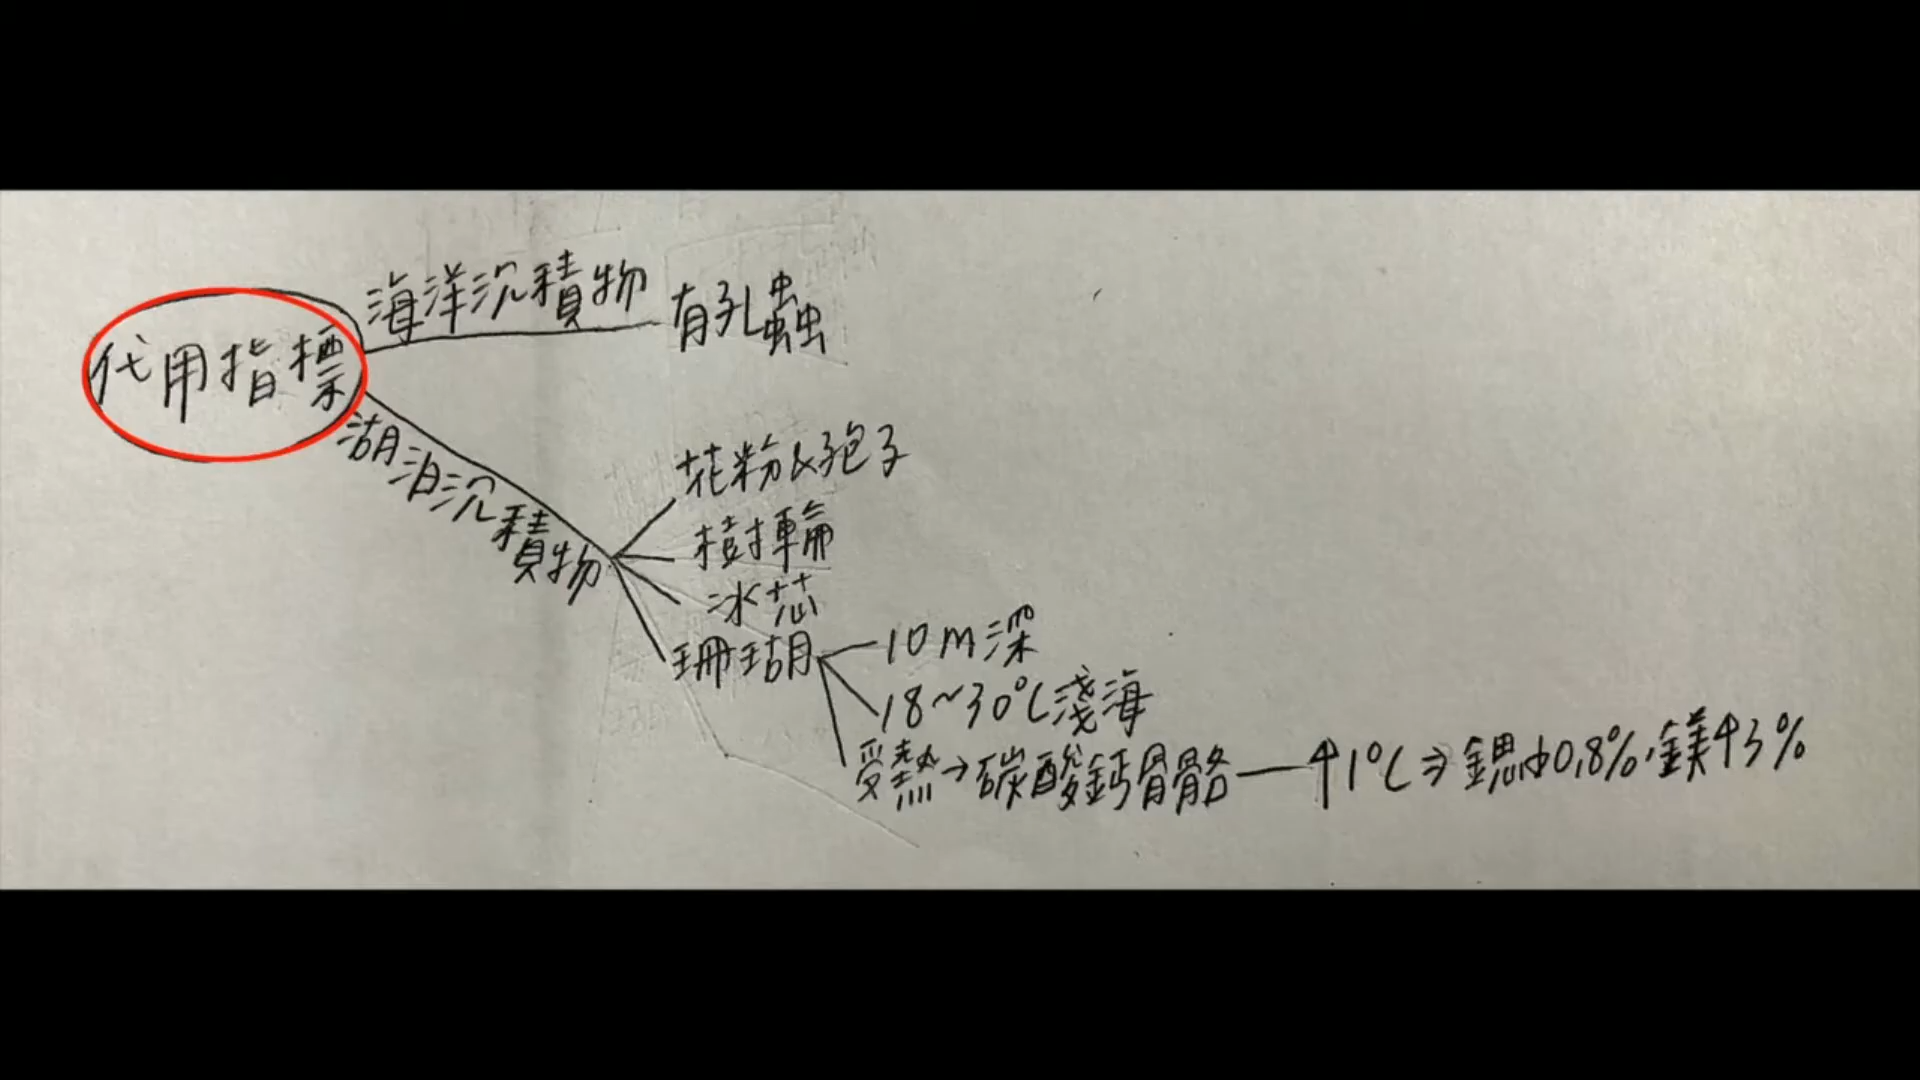 代用指標
海洋沉積物
有孔蟲
湖泊沉積物
花粉&孢子
樹輪
冰芯
珊瑚
10m深
18~30℃淺海
受熱→碳酸鈣骨骼—↑1℃⇒鍶↓0.8%,鎂↑3%